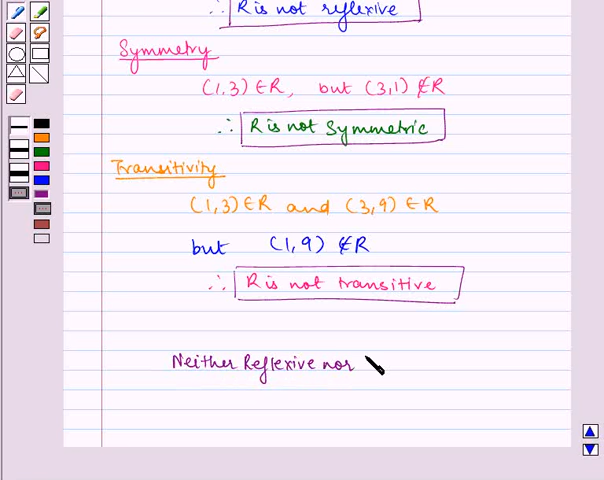 ∴ R is not reflexive
Symmetry
(1,3) ∈ R, but (3,1) ∉ R
∴ R is not Symmetric
Transitivity
(1,3) ∈ R and (3,9) ∈ R
but (1,9) ∉ R
∴ R is not transitive
Neither Reflexive nor